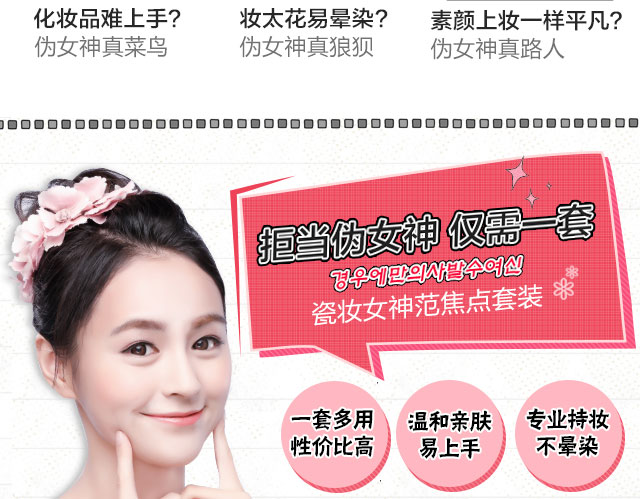 化妆品难上手?
伪女神真菜鸟
妆太花易晕染?
伪女神真狼狈
素颜上妆一样平凡?
伪女神真路人
拒当伪女神 仅需一套
경우에만의사발수여신
瓷妆女神范焦点套装
一套多用
性价比高
温和亲肤
易上手
专业持妆
不晕染